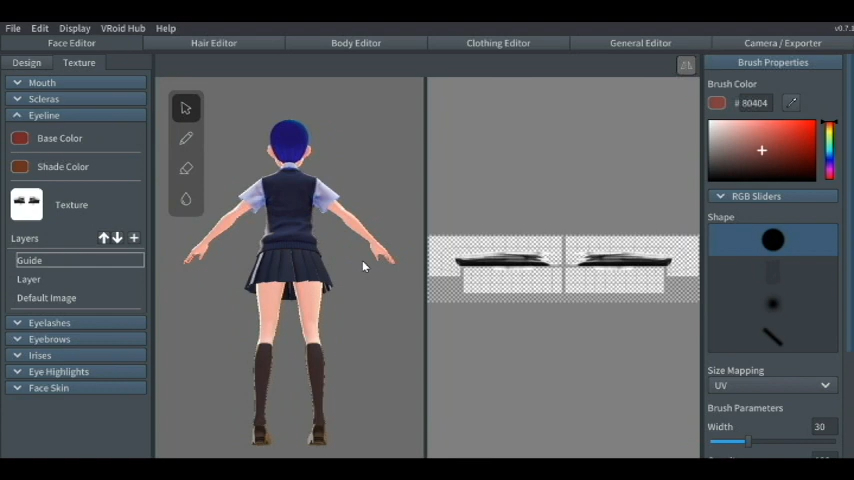 File Edit Display VRoid Hub Help v0.7.1
Face Editor Hair Editor Body Editor Clothing Editor General Editor Camera / Exporter
Design Texture
Mouth
Scleras
Eyeline
Base Color
Shade Color
Texture
Layers
Guide
Layer
Default Image
Eyelashes
Eyebrows
Irises
Eye Highlights
Face Skin
Brush Properties
Brush Color
# 80404
RGB Sliders
Shape
Size Mapping
UV
Brush Parameters
Width 30